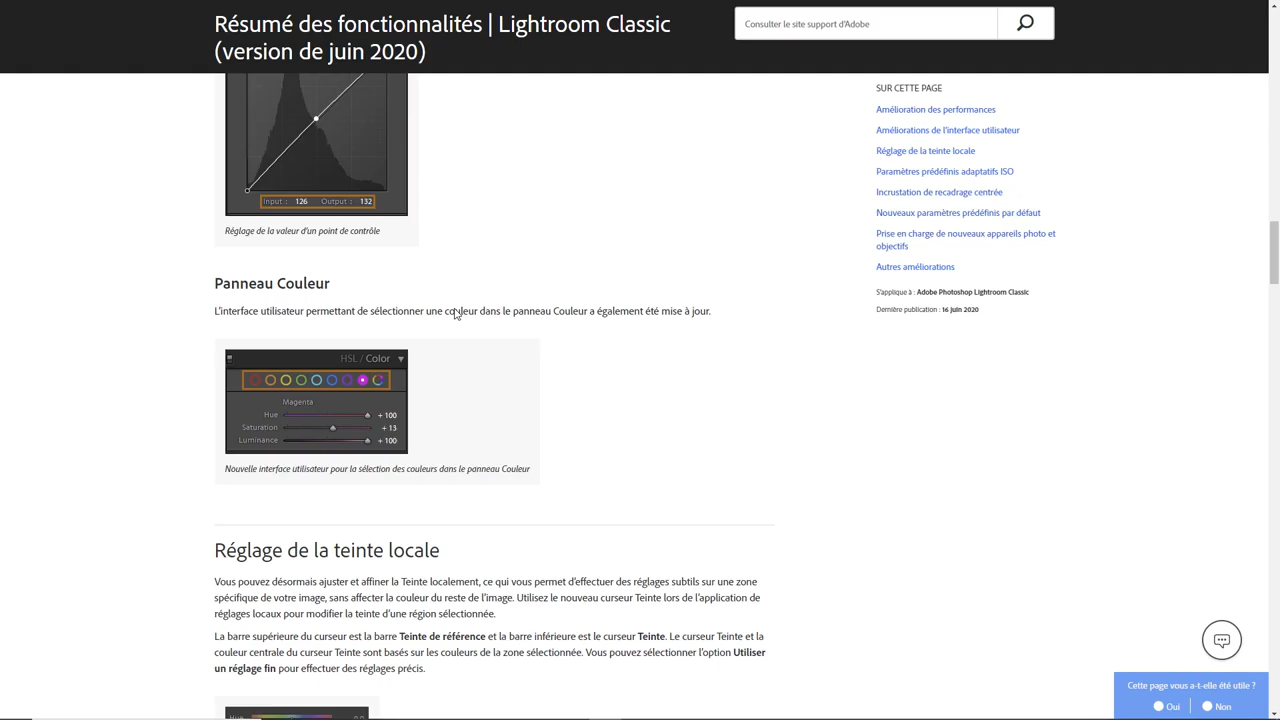 Résumé des fonctionnalités | Lightroom Classic
(version de juin 2020)
Consulter le site support d'Adobe
Input : 126 Output : 132
Réglage de la valeur d'un point de contrôle
Panneau Couleur
L'interface utilisateur permettant de sélectionner une couleur dans le panneau Couleur a également été mise à jour.
HSL / Color
Magenta
Hue + 100
Saturation + 13
Luminance + 100
Nouvelle interface utilisateur pour la sélection des couleurs dans le panneau Couleur
Réglage de la teinte locale
Vous pouvez désormais ajuster et affiner la Teinte localement, ce qui vous permet d'effectuer des réglages subtils sur une zone
spécifique de votre image, sans affecter la couleur du reste de l'image. Utilisez le nouveau curseur Teinte lors de l'application de
réglages locaux pour modifier la teinte d'une région sélectionnée.
La barre supérieure du curseur est la barre Teinte de référence et la barre inférieure est le curseur Teinte. Le curseur Teinte et la
couleur centrale du curseur Teinte sont basés sur les couleurs de la zone sélectionnée. Vous pouvez sélectionner l'option Utiliser
un réglage fin pour effectuer des réglages précis.
SUR CETTE PAGE
Amélioration des performances
Améliorations de l'interface utilisateur
Réglage de la teinte locale
Paramètres prédéfinis adaptatifs ISO
Incrustation de recadrage centrée
Nouveaux paramètres prédéfinis par défaut
Prise en charge de nouveaux appareils photo et
objectifs
Autres améliorations
S'applique à : Adobe Photoshop Lightroom Classic
Dernière publication : 16 juin 2020
Cette page vous a-t-elle été utile ?
Oui
Non